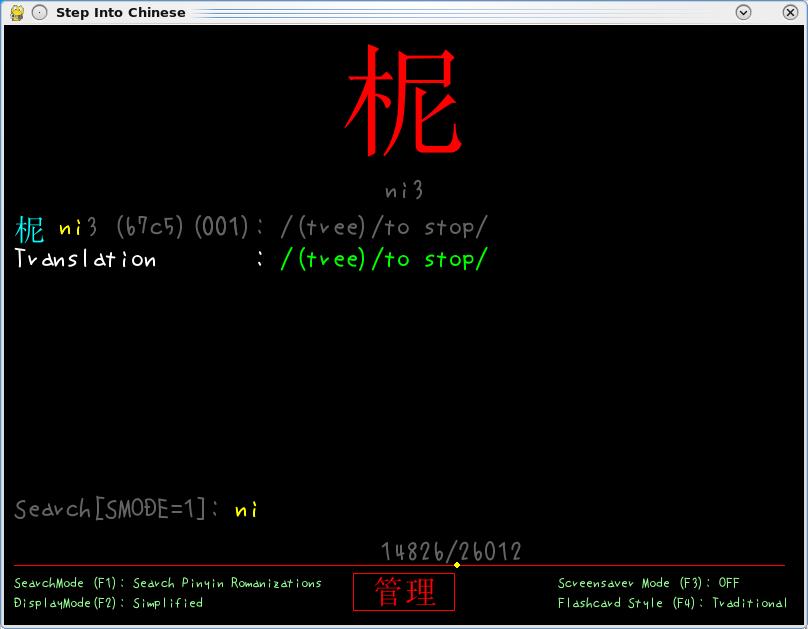 Step Into Chinese
柅
ni3
柅 ni3 (67c5) (001): /(tree)/to stop/
Translation : /(tree)/to stop/
Search[SMODE=1]: ni
14826/26012
SearchMode (F1): Search Pinyin Romanizations
DisplayMode(F2): Simplified
管理
Screensaver Mode (F3): OFF
Flashcard Style (F4): Traditional